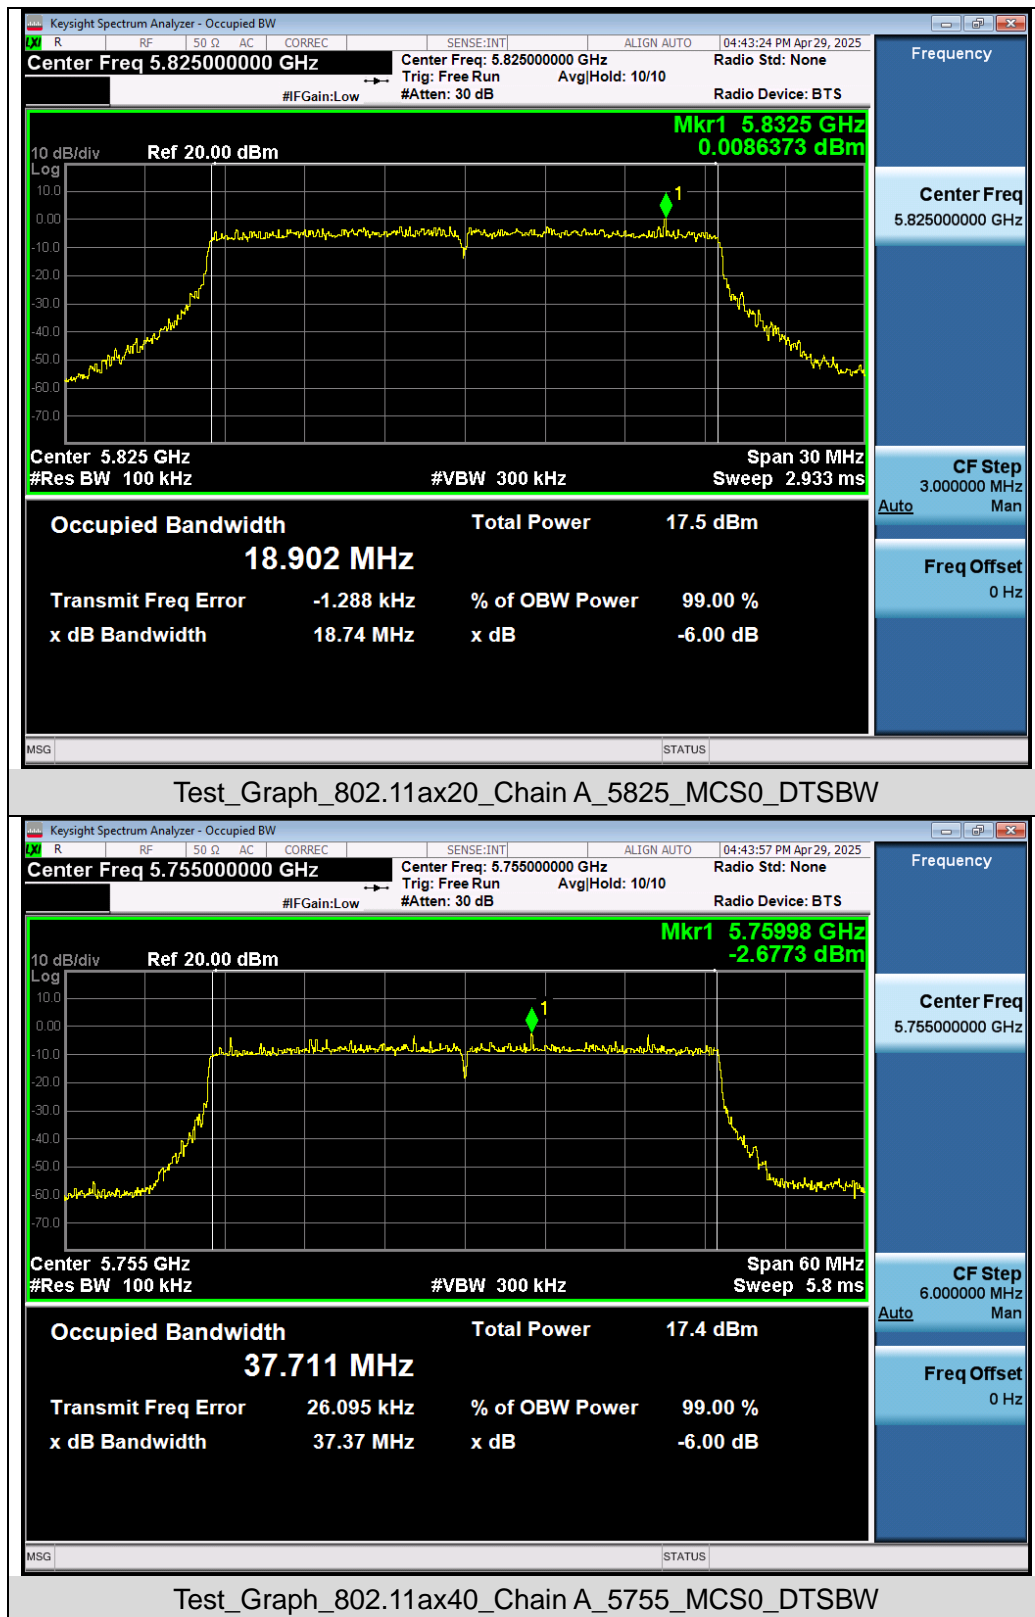 Keysight Spectrum Analyzer - Occupied BW
LXI R RF 50 Ω AC CORREC SENSE:INT ALIGN AUTO 04:43:24 PM Apr 29, 2025
Center Freq 5.825000000 GHz
Center Freq: 5.825000000 GHz
Radio Std: None
Trig: Free Run Avg|Hold: 10/10
#IFGain:Low
#Atten: 30 dB
Radio Device: BTS
Mkr1 5.8325 GHz
0.0086373 dBm
10 dB/div Ref 20.00 dBm
Log
10.0
0.00
-10.0
-20.0
-30.0
-40.0
-50.0
-60.0
-70.0
1
Center 5.825 GHz
Span 30 MHz
#Res BW 100 kHz
#VBW 300 kHz
Sweep 2.933 ms
Occupied Bandwidth
Total Power 17.5 dBm
18.902 MHz
Transmit Freq Error -1.288 kHz
% of OBW Power 99.00 %
x dB Bandwidth 18.74 MHz
x dB -6.00 dB
MSG
STATUS
Frequency
Center Freq
5.825000000 GHz
CF Step
3.000000 MHz
Auto Man
Freq Offset
0 Hz
Test_Graph_802.11ax20_Chain A_5825_MCS0_DTSBW
Keysight Spectrum Analyzer - Occupied BW
LXI R RF 50 Ω AC CORREC SENSE:INT ALIGN AUTO 04:43:57 PM Apr 29, 2025
Center Freq 5.755000000 GHz
Center Freq: 5.755000000 GHz
Radio Std: None
Trig: Free Run Avg|Hold: 10/10
#IFGain:Low
#Atten: 30 dB
Radio Device: BTS
Mkr1 5.75998 GHz
-2.6773 dBm
10 dB/div Ref 20.00 dBm
Log
10.0
0.00
-10.0
-20.0
-30.0
-40.0
-50.0
-60.0
-70.0
1
Center 5.755 GHz
Span 60 MHz
#Res BW 100 kHz
#VBW 300 kHz
Sweep 5.8 ms
Occupied Bandwidth
Total Power 17.4 dBm
37.711 MHz
Transmit Freq Error 26.095 kHz
% of OBW Power 99.00 %
x dB Bandwidth 37.37 MHz
x dB -6.00 dB
MSG
STATUS
Frequency
Center Freq
5.755000000 GHz
CF Step
6.000000 MHz
Auto Man
Freq Offset
0 Hz
Test_Graph_802.11ax40_Chain A_5755_MCS0_DTSBW